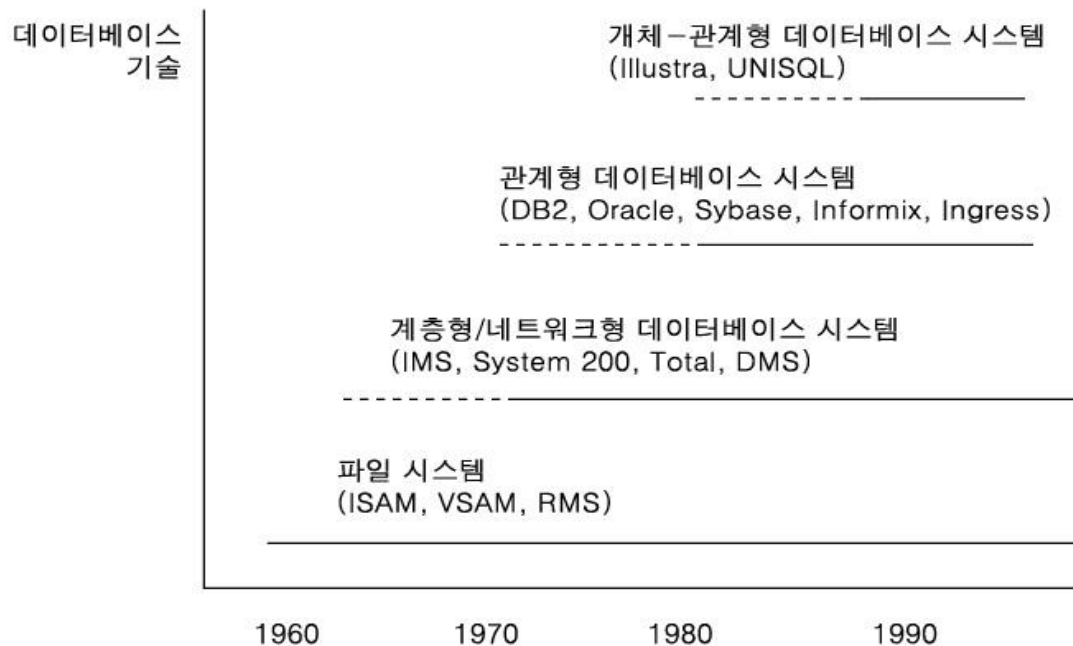 데이터베이스
기술
개체-관계형 데이터베이스 시스템
(Illustra, UNISQL)
관계형 데이터베이스 시스템
(DB2, Oracle, Sybase, Informix, Ingress)
계층형/네트워크형 데이터베이스 시스템
(IMS, System 200, Total, DMS)
파일 시스템
(ISAM, VSAM, RMS)
1960 1970 1980 1990